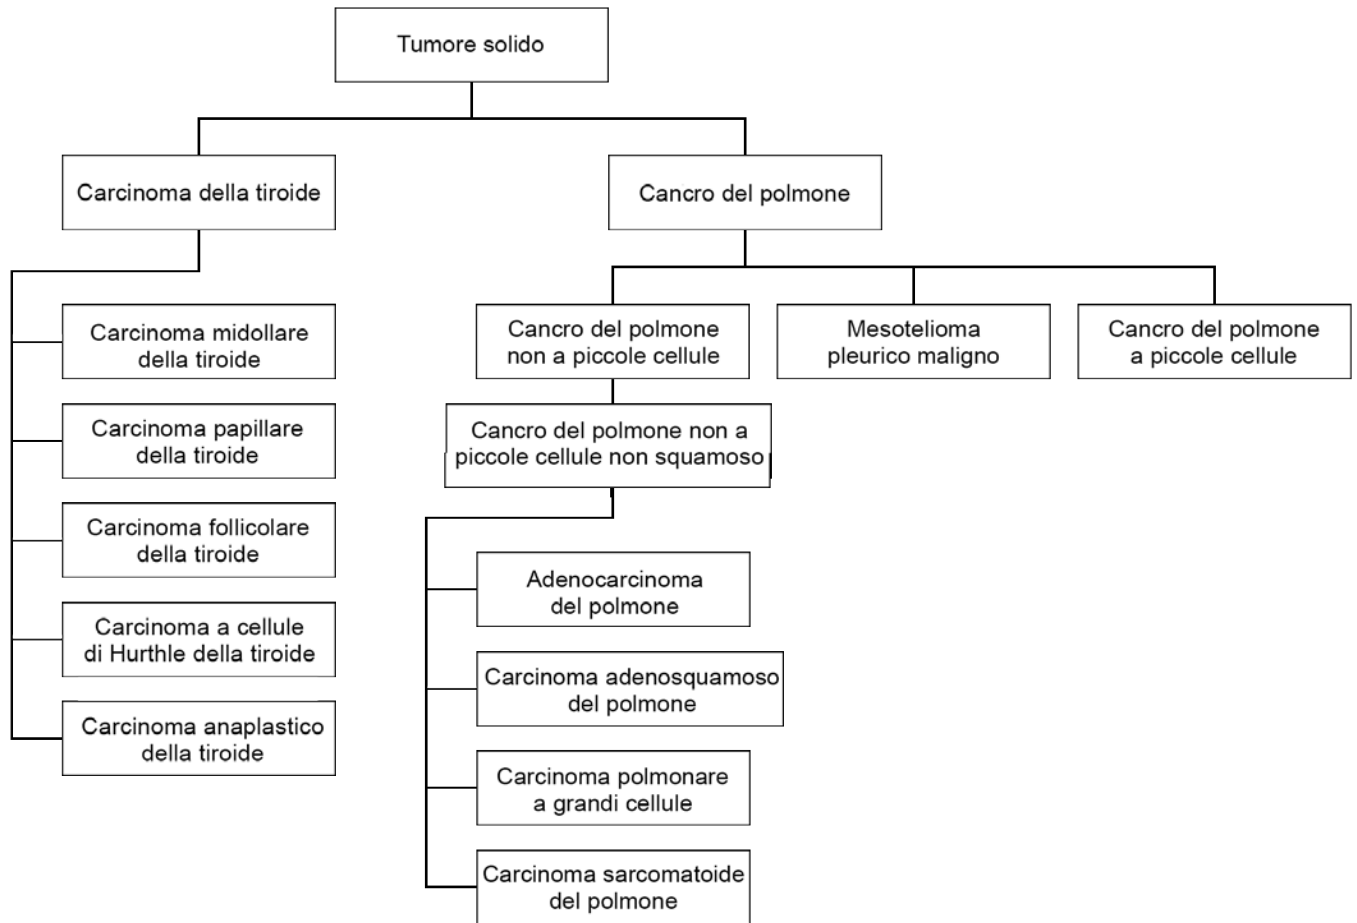 Tumore solido
Carcinoma della tiroide
Cancro del polmone
Carcinoma midollare
della tiroide
Carcinoma papillare
della tiroide
Carcinoma follicolare
della tiroide
Carcinoma a cellule
di Hurthle della tiroide
Carcinoma anaplastico
della tiroide
Cancro del polmone
non a piccole cellule
Mesotelioma
pleurico maligno
Cancro del polmone
a piccole cellule
Cancro del polmone non a
piccole cellule non squamoso
Adenocarcinoma
del polmone
Carcinoma adenosquamoso
del polmone
Carcinoma polmonare
a grandi cellule
Carcinoma sarcomatoide
del polmone